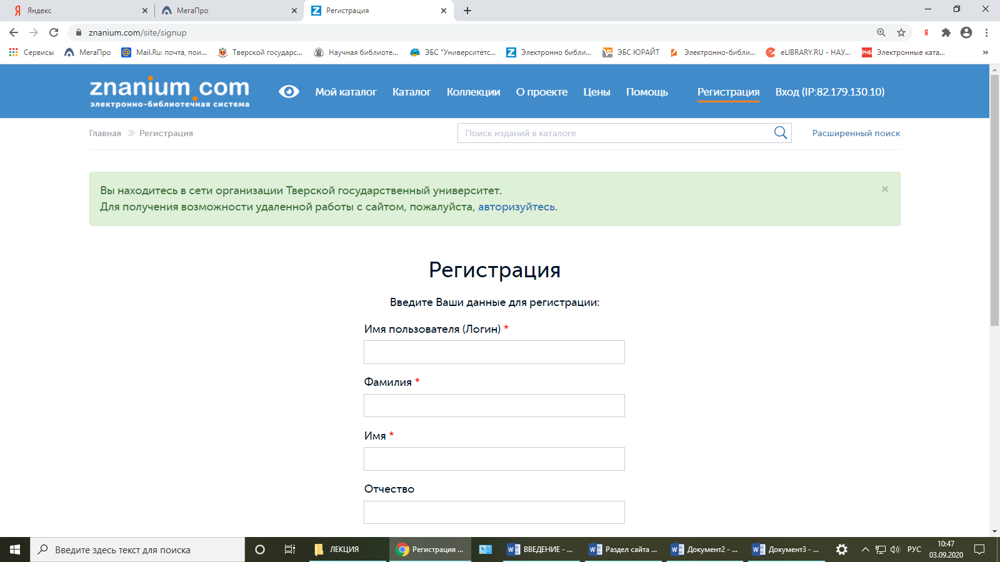 Яндекс
МегаПро
Регистрация
znanium.com/site/signup
Сервисы
МегаПро
Mail.Ru: почта, пои...
Тверской государс...
Научная библиоте...
ЭБС "Университетс...
Электронно библи...
ЭБС ЮРАЙТ
Электронно-библи...
eLIBRARY.RU - НАУ...
Электронные ката...
znanium.com
электронно-библиотечная система
Мой каталог
Каталог
Коллекции
О проекте
Цены
Помощь
Регистрация
Вход (IP:82.179.130.10)
Главная
Регистрация
Поиск изданий в каталоге
Расширенный поиск
Вы находитесь в сети организации Тверской государственный университет.
Для получения возможности удаленной работы с сайтом, пожалуйста, авторизуйтесь.
Регистрация
Введите Ваши данные для регистрации:
Имя пользователя (Логин) *
Фамилия *
Имя *
Отчество
Введите здесь текст для поиска
ЛЕКЦИЯ
Регистрация ...
ВВЕДЕНИЕ - ...
Раздел сайта ...
Документ2 - ...
Документ3 - ...
РУС
10:47
03.09.2020